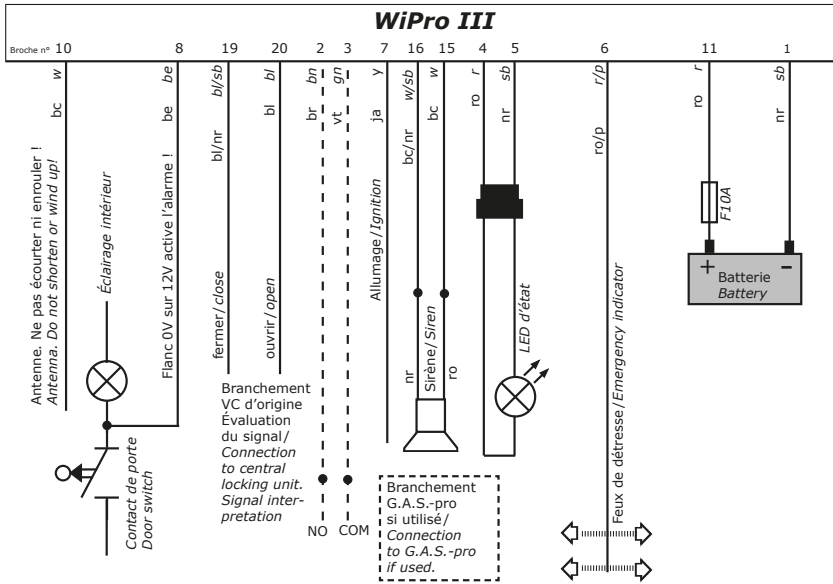 WiPro III
Broche n° 10 8 19 20 2 3 7 16 15 4 5 6 11 1
w be bl/sb bl bn gn y w/sb w r sb r/p r sb
bc be bl/nr bl br vt ja bc/nr bc ro nr ro/p ro nr
Antenne. Ne pas écourter ni enrouler !
Antenna. Do not shorten or wind up!
Éclairage intérieur
Flanc 0V sur 12V active l'alarme !
fermer/close
ouvrir/open
Allumage/Ignition
nr
Sirène/Siren
ro
LED d'état
Feux de détresse/Emergency indicator
F10A
+ -
Batterie
Battery
Branchement
VC d'origine
Évaluation
du signal/
Connection
to central
locking unit.
Signal inter-
pretation
Contact de porte
Door switch
NO COM
Branchement
G.A.S.-pro
si utilisé/
Connection
to G.A.S.-pro
if used.